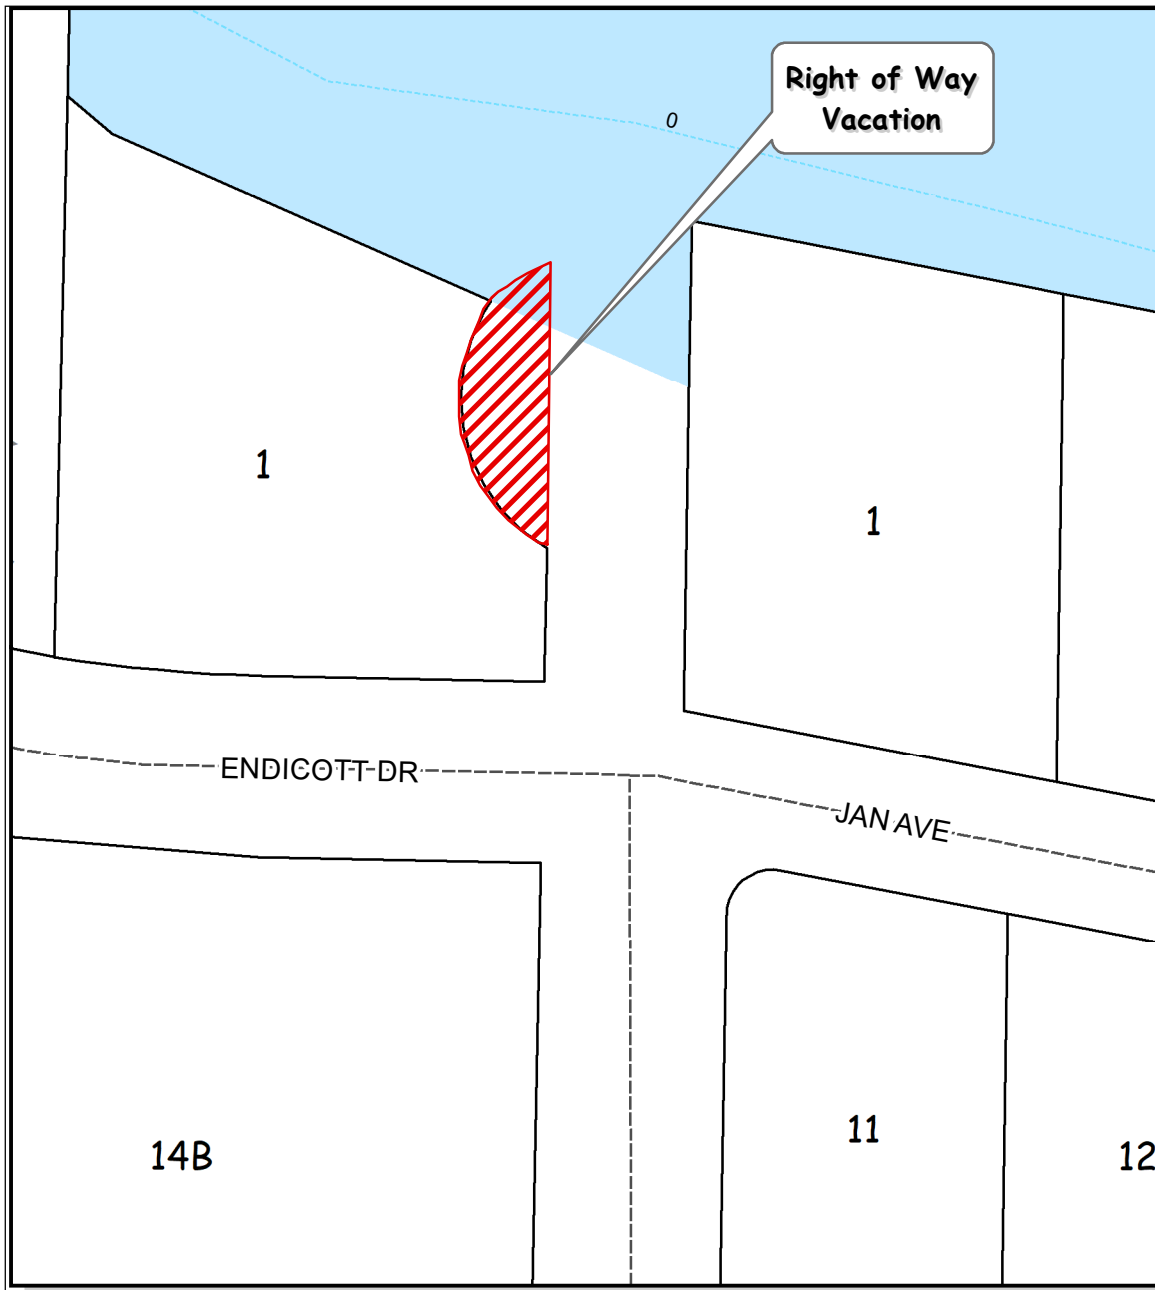 Right of Way
Vacation
0
1
1
ENDICOTT DR
JAN AVE
11
14B
12